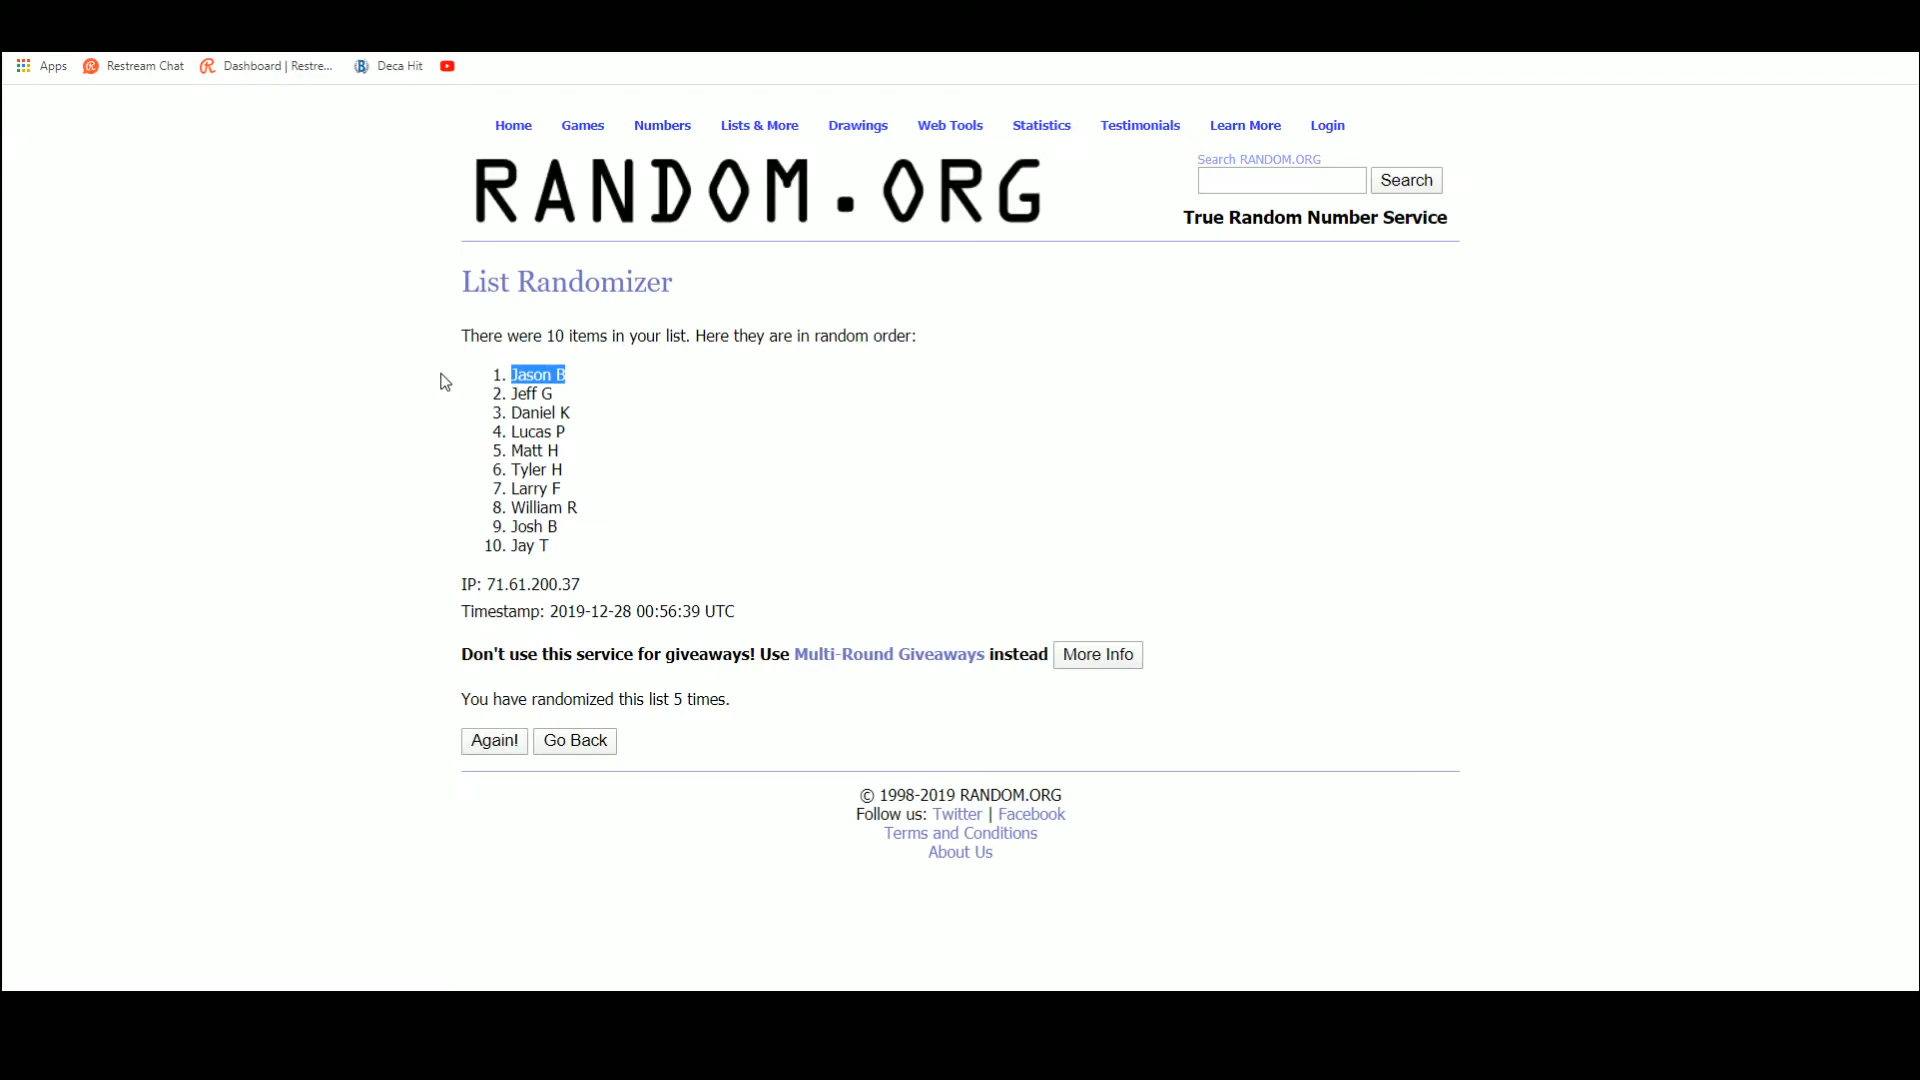 Apps Restream Chat Dashboard | Restre... Deca Hit
Home Games Numbers Lists & More Drawings Web Tools Statistics Testimonials Learn More Login
RANDOM.ORG
Search RANDOM.ORG
Search
True Random Number Service
List Randomizer
There were 10 items in your list. Here they are in random order:
1. Jason B
2. Jeff G
3. Daniel K
4. Lucas P
5. Matt H
6. Tyler H
7. Larry F
8. William R
9. Josh B
10. Jay T
IP: 71.61.200.37
Timestamp: 2019-12-28 00:56:39 UTC
Don't use this service for giveaways! Use Multi-Round Giveaways instead More Info
You have randomized this list 5 times.
Again! Go Back
© 1998-2019 RANDOM.ORG
Follow us: Twitter | Facebook
Terms and Conditions
About Us